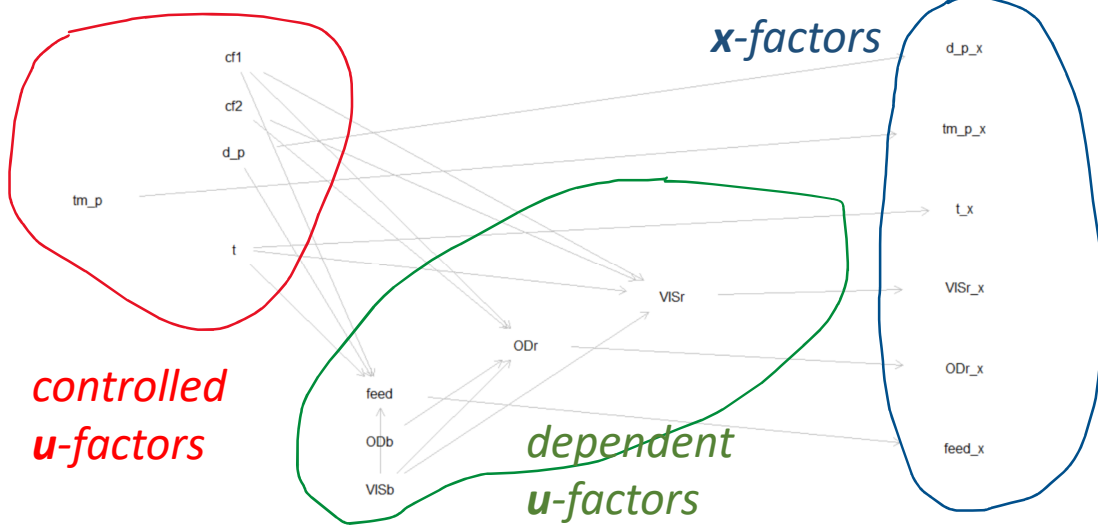 x-factors
cf1
cf2
d_p
tm_p
t
controlled
u-factors
VISr
ODr
feed
ODb
VISb
dependent
u-factors
d_p_x
tm_p_x
t_x
VISr_x
ODr_x
feed_x